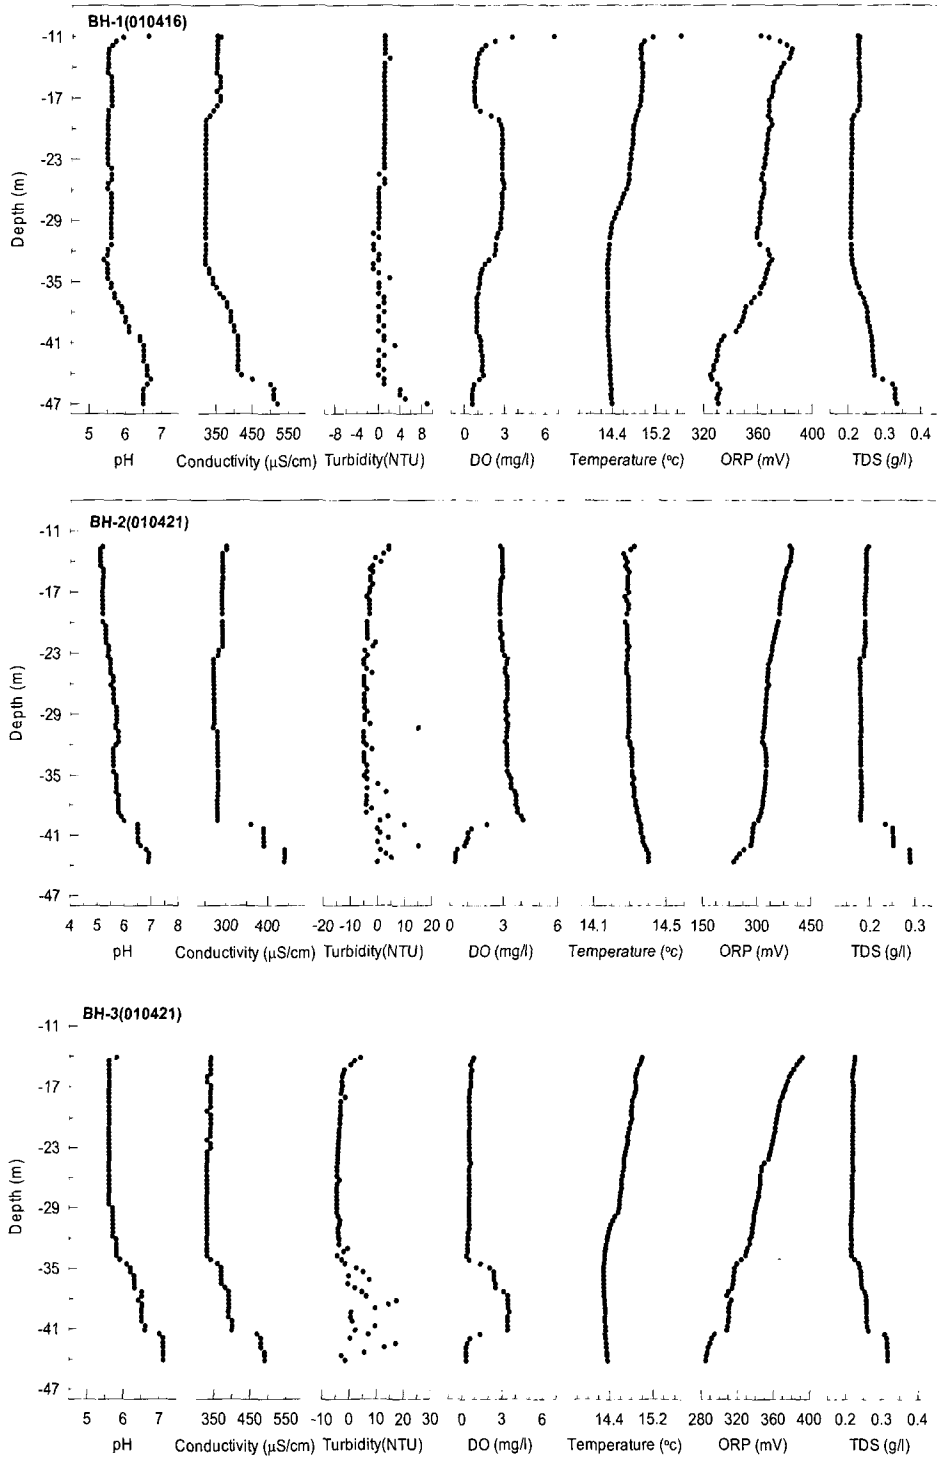 BH-1(010416)
-11
-17
-23
-29
-35
-41
-47
Depth (m)
5 6 7 350 450 550 -8 -4 0 4 8 0 3 6 14.4 15.2 320 360 400 0.2 0.3 0.4
pH Conductivity (μS/cm) Turbidity(NTU) DO (mg/l) Temperature (ºc) ORP (mV) TDS (g/l)
BH-2(010421)
-11
-17
-23
-29
-35
-41
-47
Depth (m)
4 5 6 7 8 300 400 -20 -10 0 10 20 0 3 6 14.1 14.5 150 300 450 0.2 0.3
pH Conductivity (μS/cm) Turbidity(NTU) DO (mg/l) Temperature (ºc) ORP (mV) TDS (g/l)
BH-3(010421)
-11
-17
-23
-29
-35
-41
-47
Depth (m)
5 6 7 350 450 550 -10 0 10 20 30 0 3 6 14.4 15.2 280 320 360 400 0.2 0.3 0.4
pH Conductivity (μS/cm) Turbidity(NTU) DO (mg/l) Temperature (ºc) ORP (mV) TDS (g/l)